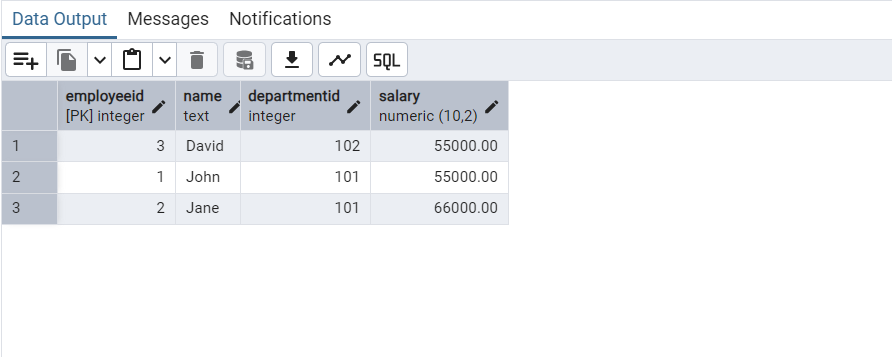 Data Output Messages Notifications
SQL
employeeid name departmentid salary
[PK] integer text integer numeric (10,2)
1 3 David 102 55000.00
2 1 John 101 55000.00
3 2 Jane 101 66000.00